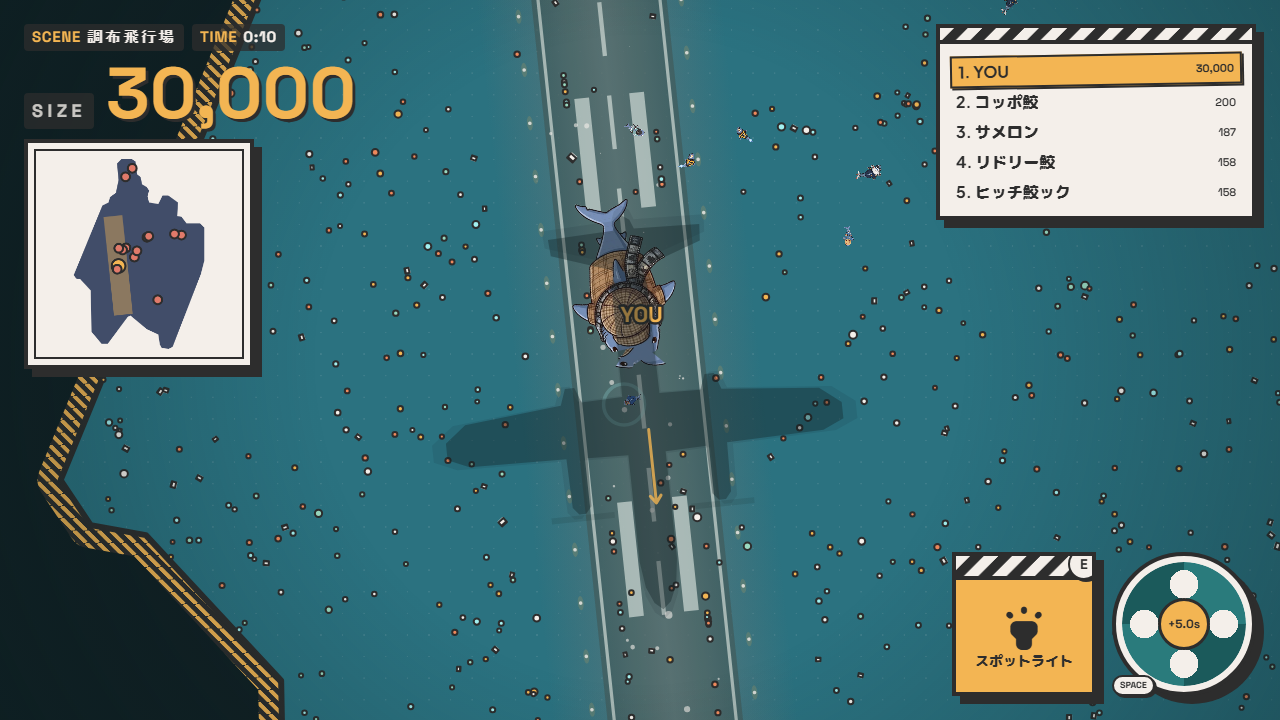 SCENE 調布飛行場 TIME 0:10
SIZE 30,000
1. YOU 30,000
2. コッポ鮫 200
3. サメロン 187
4. リドリー鮫 158
5. ヒッチ鮫ック 158
YOU
E
スポットライト
+5.0s
SPACE